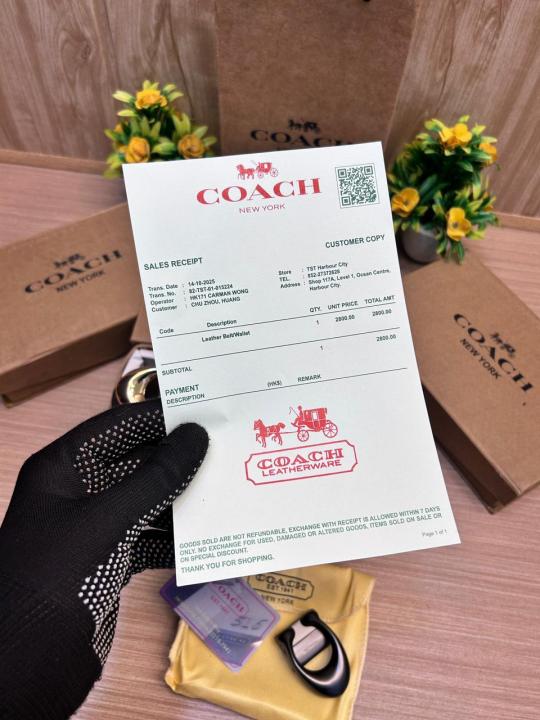 COACH
COACH
NEW YORK
CUSTOMER COPY
SALES RECEIPT
Trans. Date : 14-10-2025
Trans. No. : 82-TST-01-015224
Operator : HK171 CARMAN WONG
Customer : CHU ZHOU, HUANG
Store : TST Harbour City
TEL. : 852-27372628
Address : Shop 117A, Level 1, Ocean Centre,
Harbour City.
Code Description QTY. UNIT PRICE TOTAL AMT
Leather Belt/Wallet 1 2800.00 2800.00
SUBTOTAL 1 2800.00
PAYMENT
DESCRIPTION (HK$) REMARK
COACH
LEATHERWARE
GOODS SOLD ARE NOT REFUNDABLE, EXCHANGE WITH RECEIPT IS ALLOWED WITHIN 7 DAYS
ONLY. NO EXCHANGE FOR USED, DAMAGED OR ALTERED GOODS, ITEMS SOLD ON SALE OR
ON SPECIAL DISCOUNT.
THANK YOU FOR SHOPPING.
Page 1 of 1
COACH
NEW YORK
COACH
NEW YORK
COACH
EST 1941
NEW YORK
COACH